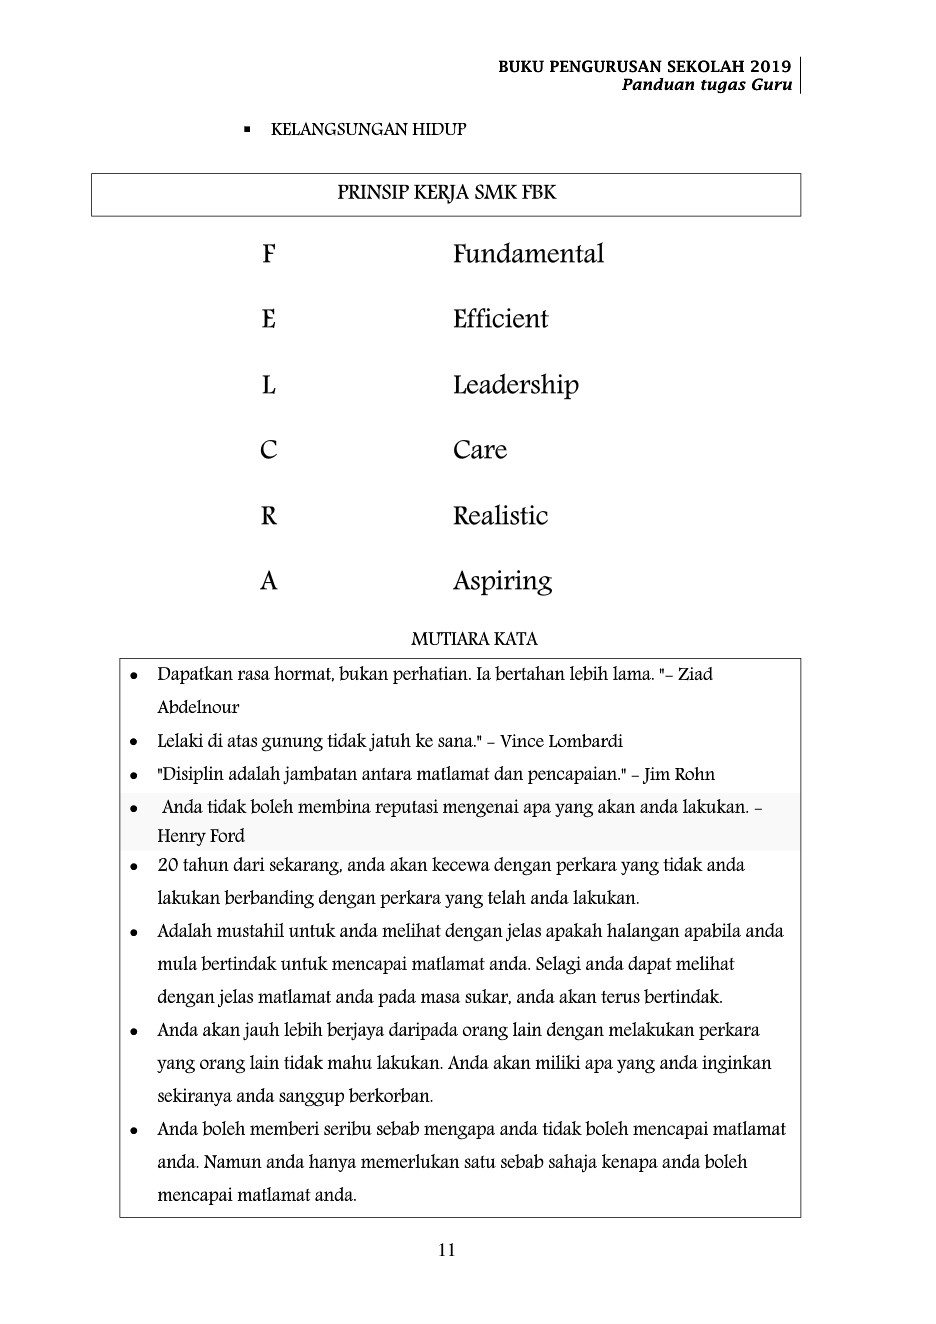 BUKU PENGURUSAN SEKOLAH 2019
Panduan tugas Guru
▪ KELANGSUNGAN HIDUP
PRINSIP KERJA SMK FBK
F Fundamental
E Efficient
L Leadership
C Care
R Realistic
A Aspiring
MUTIARA KATA
• Dapatkan rasa hormat, bukan perhatian. Ia bertahan lebih lama. "- Ziad
Abdelnour
• Lelaki di atas gunung tidak jatuh ke sana." - Vince Lombardi
• "Disiplin adalah jambatan antara matlamat dan pencapaian." - Jim Rohn
• Anda tidak boleh membina reputasi mengenai apa yang akan anda lakukan. -
Henry Ford
• 20 tahun dari sekarang, anda akan kecewa dengan perkara yang tidak anda
lakukan berbanding dengan perkara yang telah anda lakukan.
• Adalah mustahil untuk anda melihat dengan jelas apakah halangan apabila anda
mula bertindak untuk mencapai matlamat anda. Selagi anda dapat melihat
dengan jelas matlamat anda pada masa sukar, anda akan terus bertindak.
• Anda akan jauh lebih berjaya daripada orang lain dengan melakukan perkara
yang orang lain tidak mahu lakukan. Anda akan miliki apa yang anda inginkan
sekiranya anda sanggup berkorban.
• Anda boleh memberi seribu sebab mengapa anda tidak boleh mencapai matlamat
anda. Namun anda hanya memerlukan satu sebab sahaja kenapa anda boleh
mencapai matlamat anda.
11